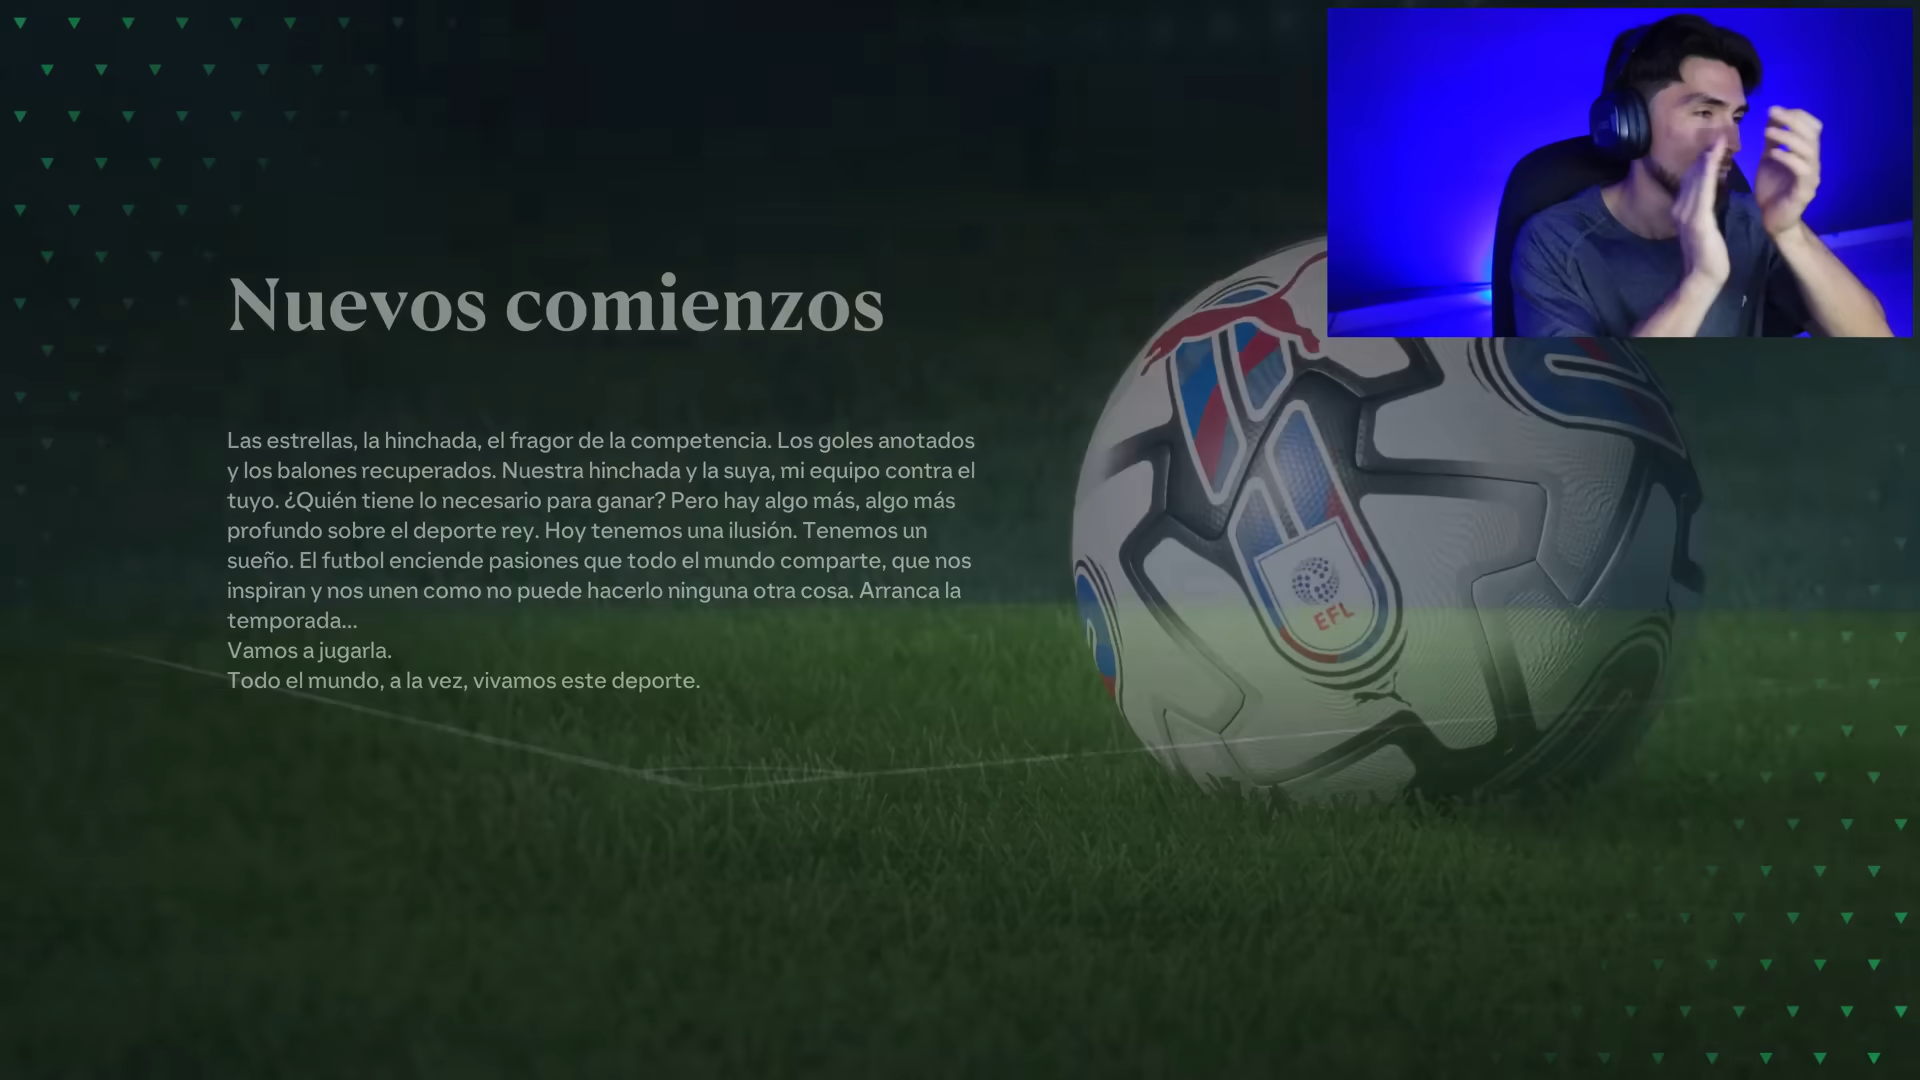 Nuevos comienzos
Las estrellas, la hinchada, el fragor de la competencia. Los goles anotados
y los balones recuperados. Nuestra hinchada y la suya, mi equipo contra el
tuyo. ¿Quién tiene lo necesario para ganar? Pero hay algo más, algo más
profundo sobre el deporte rey. Hoy tenemos una ilusión. Tenemos un
sueño. El futbol enciende pasiones que todo el mundo comparte, que nos
inspiran y nos unen como no puede hacerlo ninguna otra cosa. Arranca la
temporada...
Vamos a jugarla.
Todo el mundo, a la vez, vivamos este deporte.
EFL